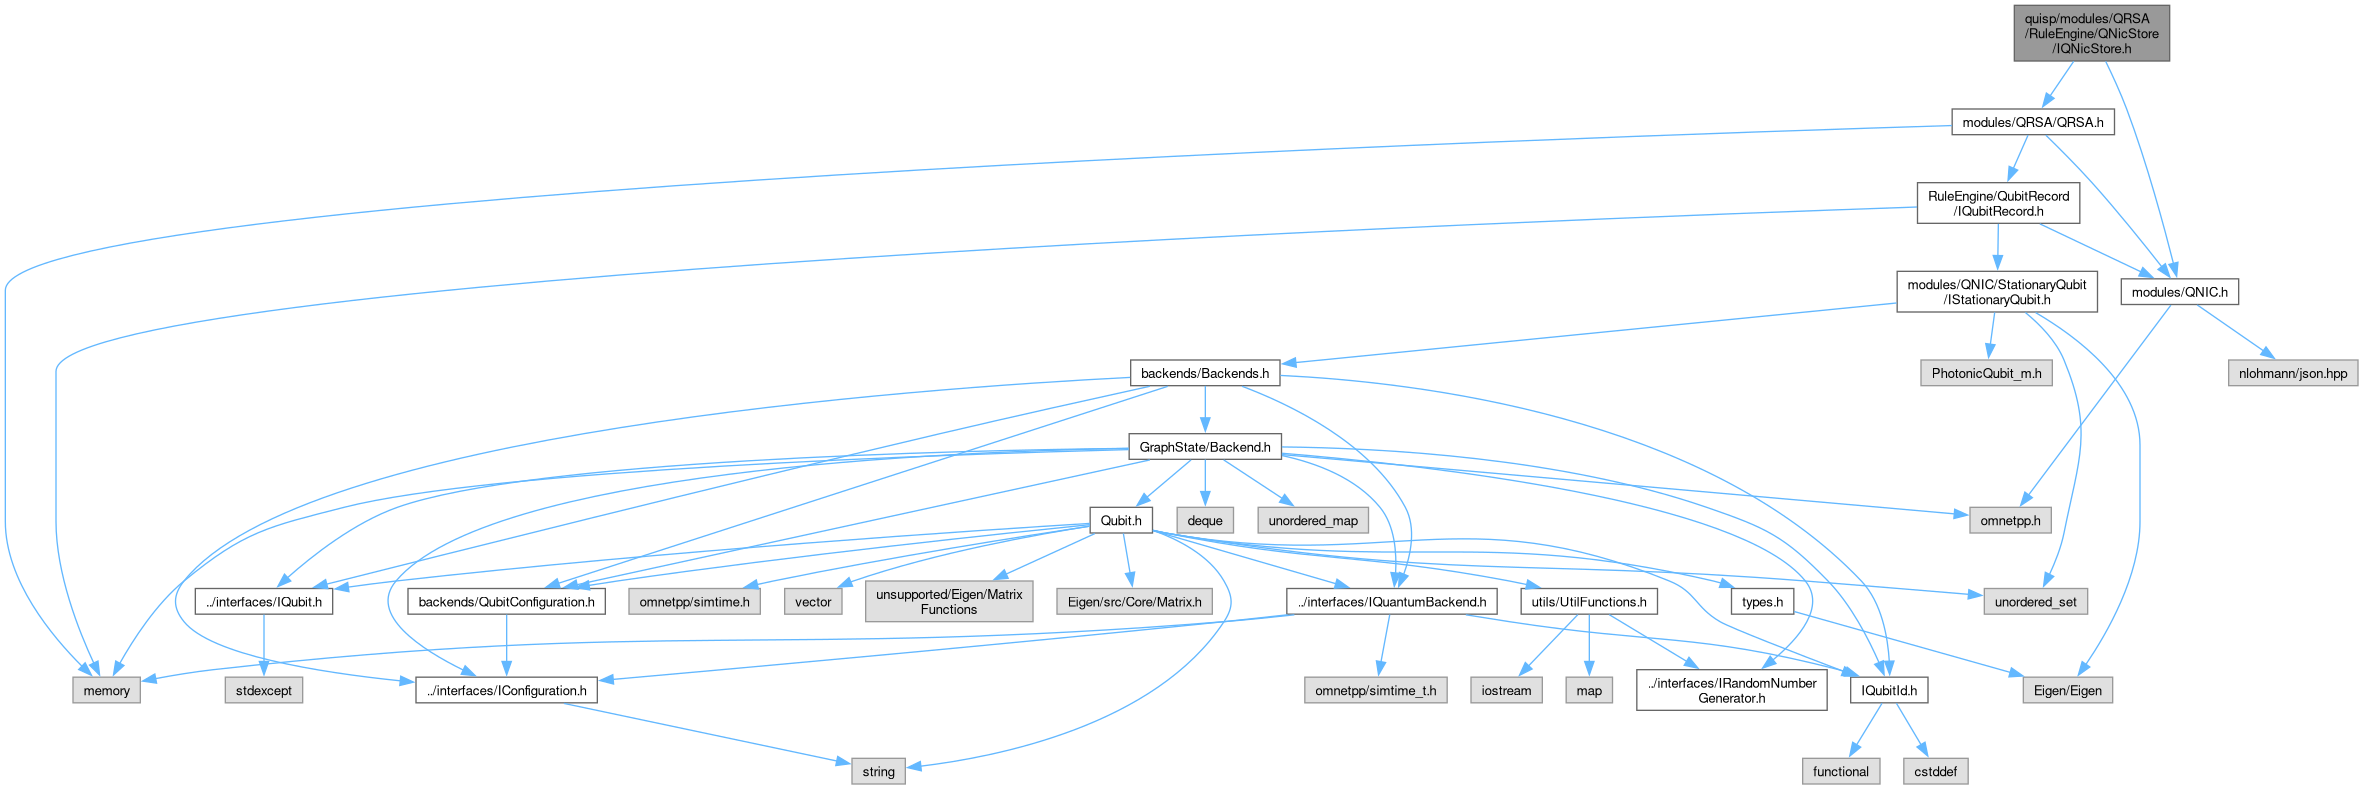 quisp/modules/QRSA
/RuleEngine/QNicStore
/IQNicStore.h
modules/QRSA/QRSA.h
RuleEngine/QubitRecord
/IQubitRecord.h
modules/QNIC/StationaryQubit
/IStationaryQubit.h
modules/QNIC.h
backends/Backends.h
PhotonicQubit_m.h
nlohmann/json.hpp
GraphState/Backend.h
Qubit.h
deque
unordered_map
omnetpp.h
../interfaces/IQubit.h
backends/QubitConfiguration.h
omnetpp/simtime.h
vector
unsupported/Eigen/Matrix
Functions
Eigen/src/Core/Matrix.h
../interfaces/IQuantumBackend.h
utils/UtilFunctions.h
types.h
unordered_set
memory
stdexcept
../interfaces/IConfiguration.h
omnetpp/simtime_t.h
iostream
map
../interfaces/IRandomNumber
Generator.h
IQubitId.h
Eigen/Eigen
string
functional
cstddef